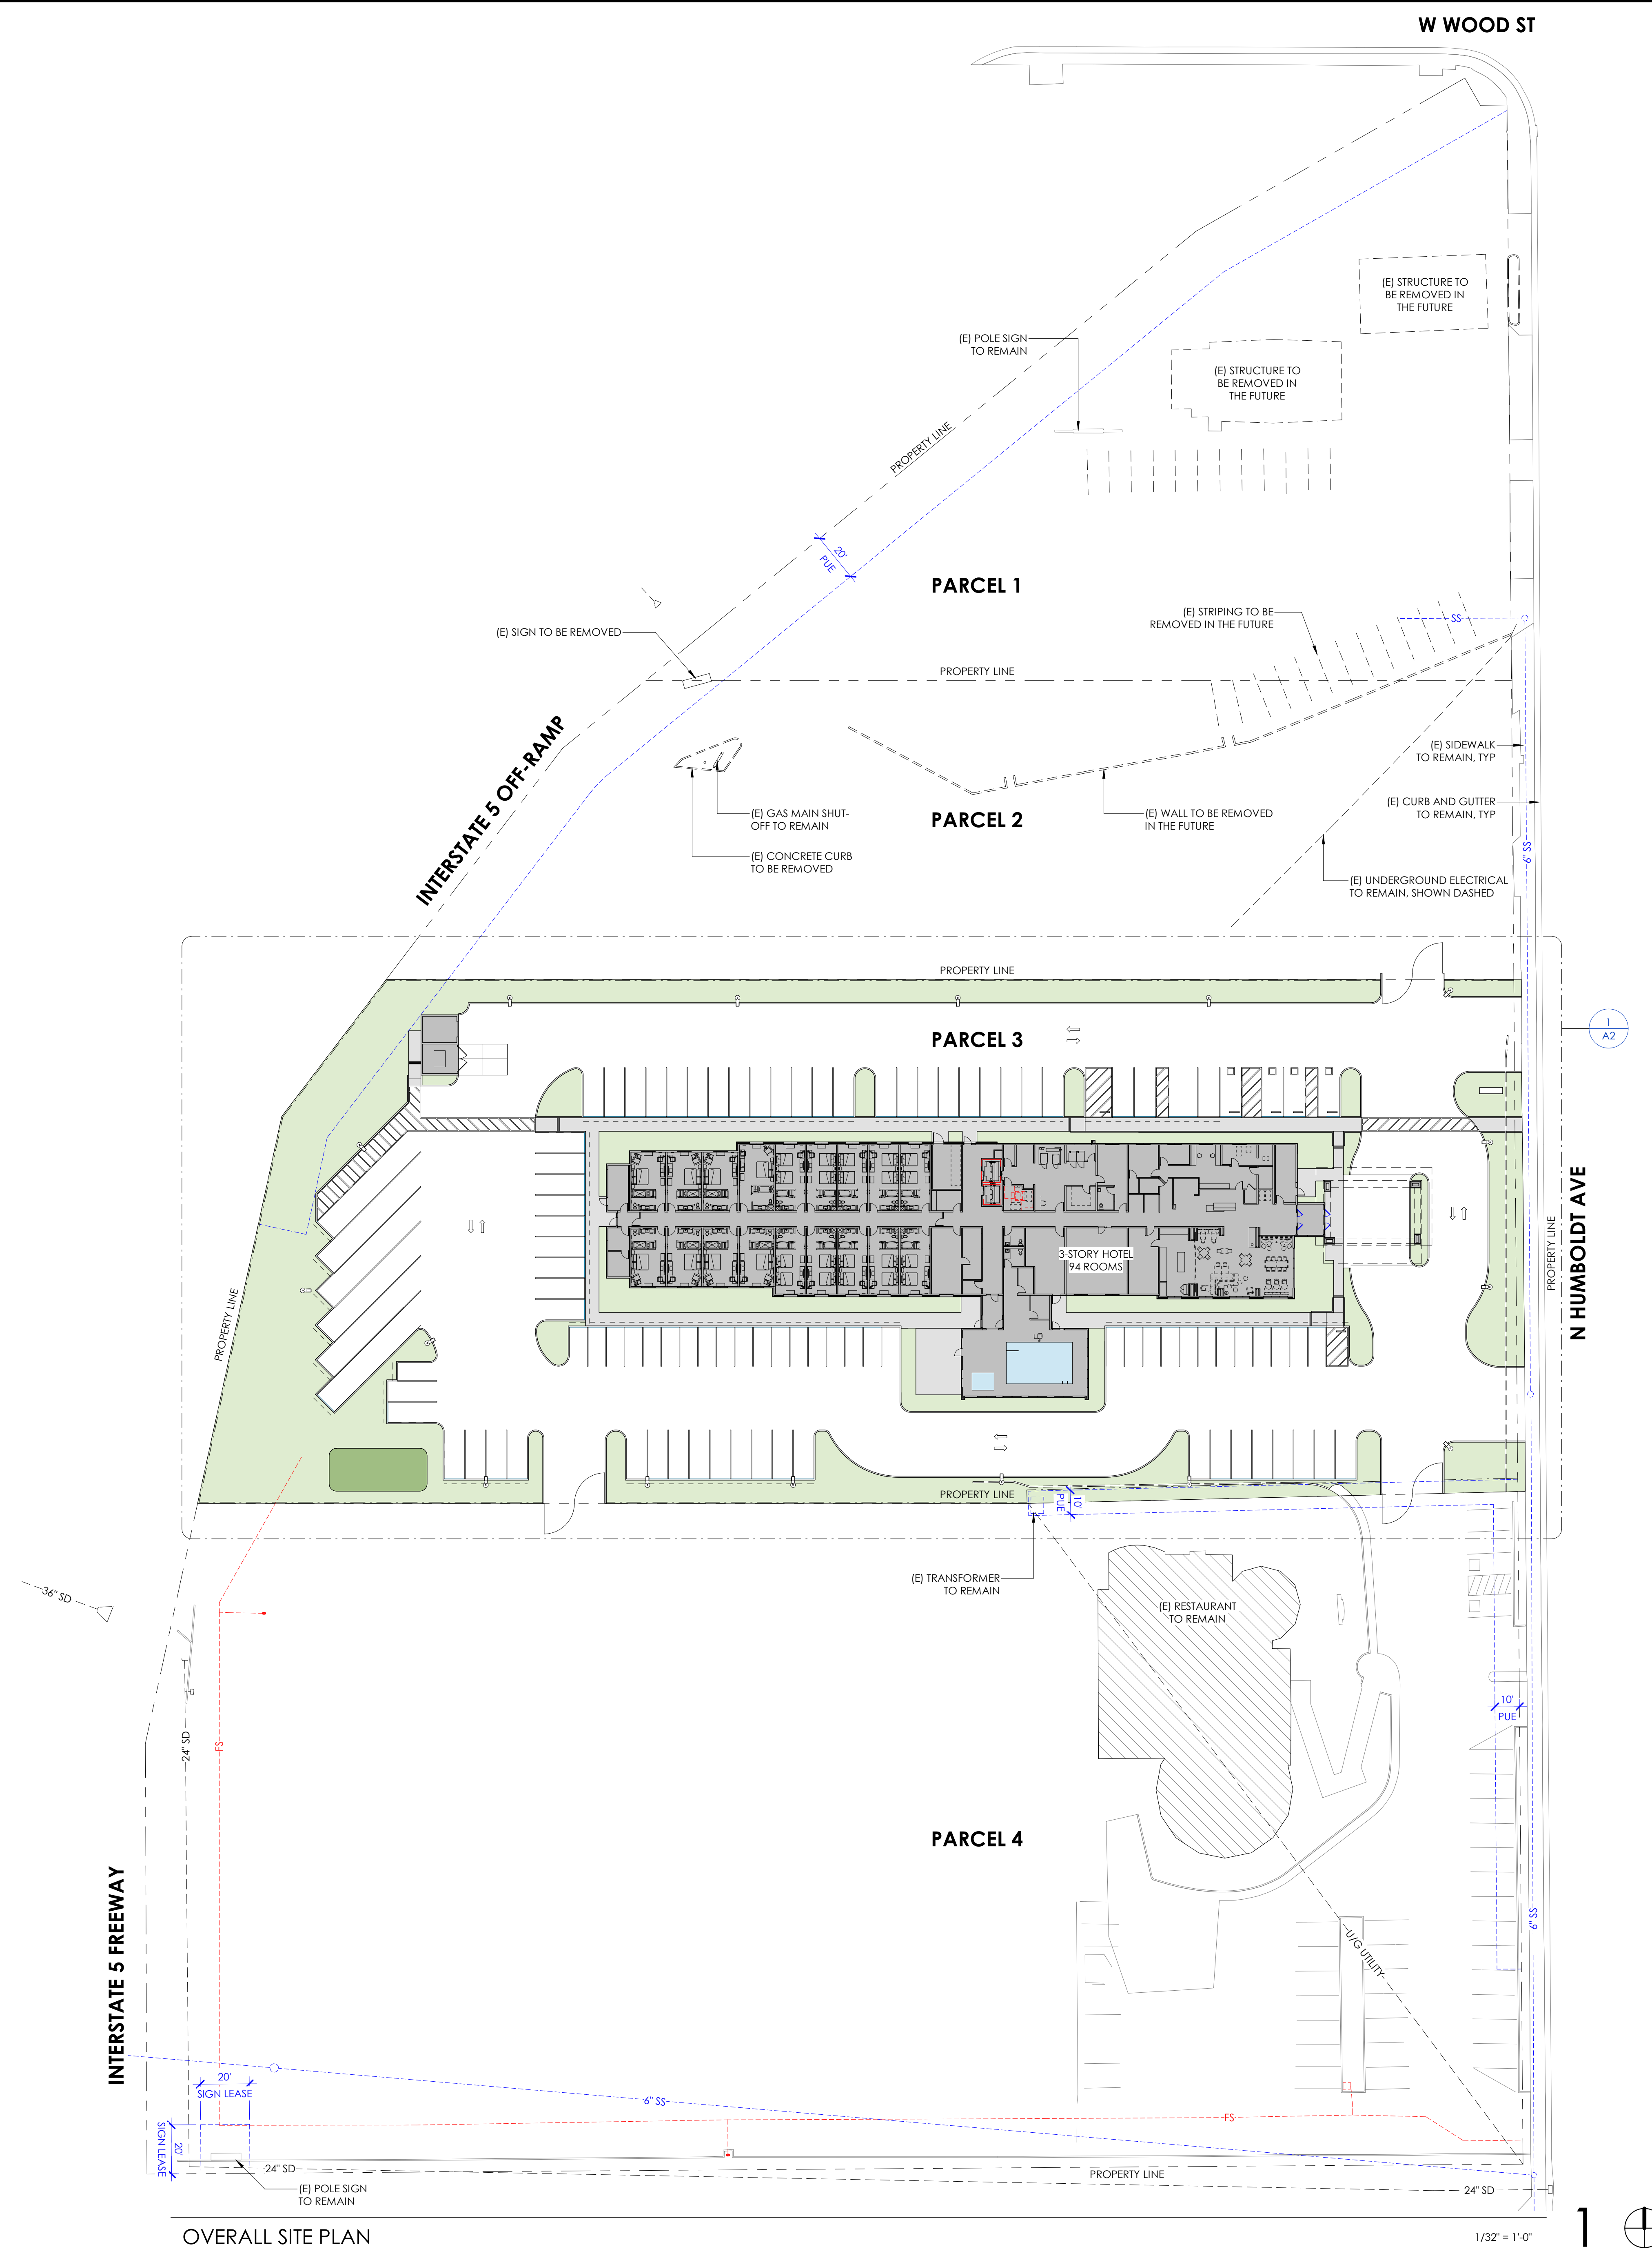 W WOOD ST
(E) STRUCTURE TO
BE REMOVED IN
THE FUTURE
(E) POLE SIGN
TO REMAIN
(E) STRUCTURE TO
BE REMOVED IN
THE FUTURE
PROPERTY LINE
20'
PUE
PARCEL 1
(E) STRIPING TO BE
REMOVED IN THE FUTURE
SS
(E) SIGN TO BE REMOVED
PROPERTY LINE
INTERSTATE 5 OFF-RAMP
(E) SIDEWALK
TO REMAIN, TYP
(E) CURB AND GUTTER
TO REMAIN, TYP
(E) GAS MAIN SHUT-
OFF TO REMAIN
PARCEL 2
(E) WALL TO BE REMOVED
IN THE FUTURE
6" SS
(E) CONCRETE CURB
TO BE REMOVED
(E) UNDERGROUND ELECTRICAL
TO REMAIN, SHOWN DASHED
PROPERTY LINE
PARCEL 3
1
A2
N HUMBOLDT AVE
PROPERTY LINE
3-STORY HOTEL
94 ROOMS
PROPERTY LINE
PROPERTY LINE
10'
PUE
(E) TRANSFORMER
TO REMAIN
36" SD
(E) RESTAURANT
TO REMAIN
10'
PUE
24" SD
FS
PARCEL 4
INTERSTATE 5 FREEWAY
6" SS
U/G UTILITY
20'
SIGN LEASE
6" SS
FS
20'
SIGN LEASE
24" SD
PROPERTY LINE
(E) POLE SIGN
TO REMAIN
24" SD
OVERALL SITE PLAN
1/32" = 1'-0"
1